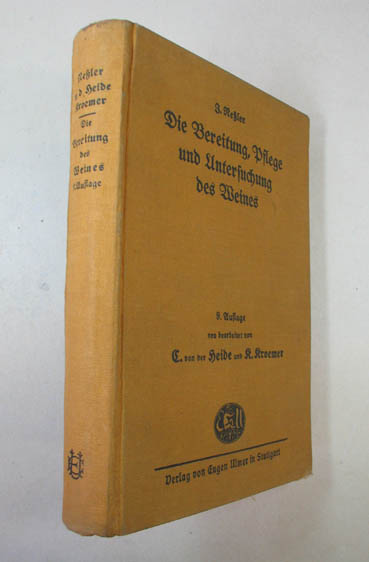 Neßler
v. d. Heide
Kroemer
Die
Bereitung
des
Weines
Auflage
J. Neßler
Die Bereitung, Pflege
und Untersuchung
des Weines
9. Auflage
neu bearbeitet von
C. von der Heide und K. Kroemer
Verlag von Eugen Ulmer in Stuttgart